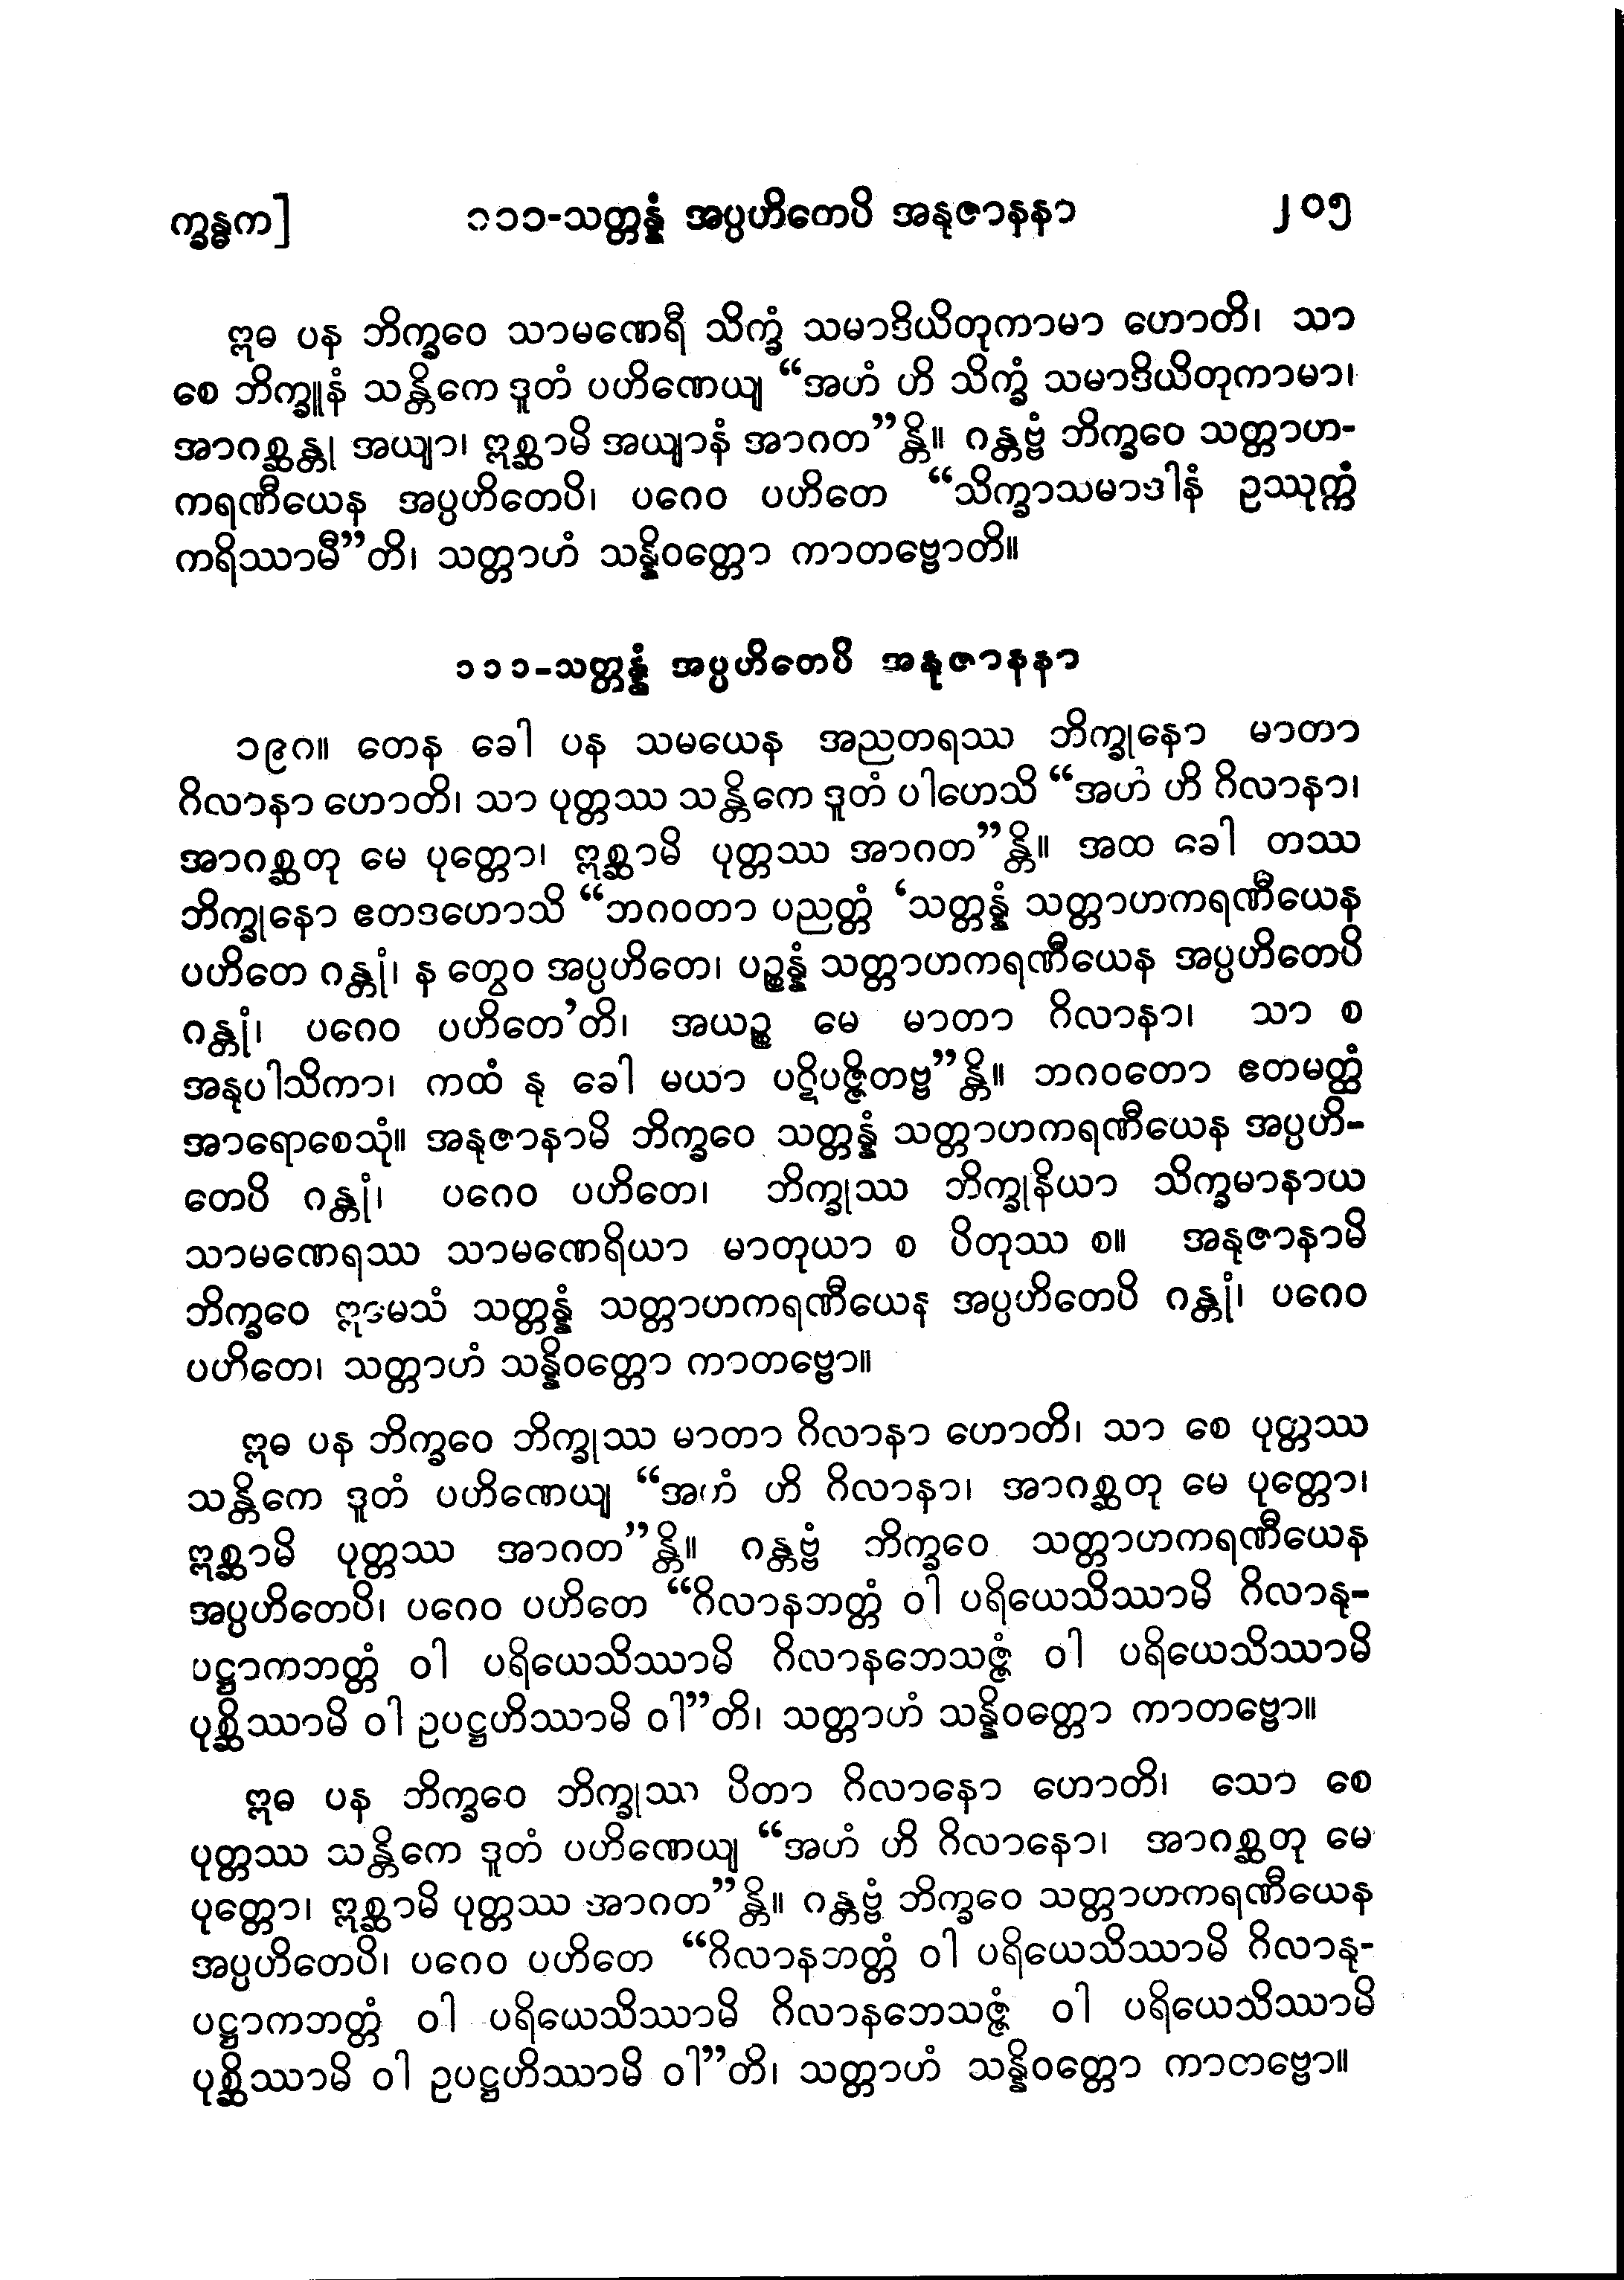 က္ခန္ဓက]	၁၁၁-သတ္တန္နံ အပ္ပဟိတေပိ အနုဇာနနာ	၂၀၅
ဣဓ ပန ဘိက္ခဝေ သာမဏေရီ သိက္ခံ သမာဒိယိတုကာမာ ဟောတိ၊ သာ
စေ ဘိက္ခူနံ သန္တိကေ ဒူတံ ပဟိဏေယျ “အဟံ ဟိ သိက္ခံ သမာဒိယိတုကာမာ၊
အာဂစ္ဆန္တု အယျာ၊ ဣစ္ဆာမိ အယျာနံ အာဂတ”န္တိ။ ဂန္တဗ္ဗံ ဘိက္ခဝေ သတ္တာဟ-
ကရဏီယေန အပ္ပဟိတေပိ၊ ပဂေဝ ပဟိတေ “သိက္ခာသမာဒါနံ ဥဿုက္ကံ
ကရိဿာမီ”တိ၊ သတ္တာဟံ သန္နိဝတ္တော ကာတဗ္ဗောတိ။
၁၁၁-သတ္တန္နံ အပ္ပဟိတေပိ အနုဇာနနာ
၁၉ဂ။ တေန ခေါ ပန သမယေန အညတရဿ ဘိက္ခုနော မာတာ
ဂိလာနာ ဟောတိ၊ သာ ပုတ္တဿ သန္တိကေ ဒူတံ ပါဟေသိ “အဟံ ဟိ ဂိလာနာ၊
အာဂစ္ဆတု မေ ပုတ္တော၊ ဣစ္ဆာမိ ပုတ္တဿ အာဂတ”န္တိ။ အထ ခေါ တဿ
ဘိက္ခုနော ဧတဒဟောသိ “ဘဂဝတာ ပညတ္တံ ‘သတ္တန္နံ သတ္တာဟကရဏီယေန
ပဟိတေ ဂန္တုံ၊ န တွေဝ အပ္ပဟိတေ၊ ပဉ္စန္နံ သတ္တာဟကရဏီယေန အပ္ပဟိတေပိ
ဂန္တုံ၊ ပဂေဝ ပဟိတေ’တိ၊ အယဉ္စ မေ မာတာ ဂိလာနာ၊ သာ စ
အနုပါသိကာ၊ ကထံ နု ခေါ မယာ ပဋိပဇ္ဇိတဗ္ဗ”န္တိ။ ဘဂဝတော ဧတမတ္ထံ
အာရောစေသုံ။ အနုဇာနာမိ ဘိက္ခဝေ သတ္တန္နံ သတ္တာဟကရဏီယေန အပ္ပဟိ-
တေပိ ဂန္တုံ၊ ပဂေဝ ပဟိတေ၊ ဘိက္ခုဿ ဘိက္ခုနိယာ သိက္ခမာနာယ
သာမဏေရဿ သာမဏေရိယာ မာတုယာ စ ပိတုဿ စ။ အနုဇာနာမိ
ဘိက္ခဝေ ဣမေသံ သတ္တန္နံ သတ္တာဟကရဏီယေန အပ္ပဟိတေပိ ဂန္တုံ၊ ပဂေဝ
ပဟိတေ၊ သတ္တာဟံ သန္နိဝတ္တော ကာတဗ္ဗော။
ဣဓ ပန ဘိက္ခဝေ ဘိက္ခုဿ မာတာ ဂိလာနာ ဟောတိ၊ သာ စေ ပုတ္တဿ
သန္တိကေ ဒူတံ ပဟိဏေယျ “အဟံ ဟိ ဂိလာနာ၊ အာဂစ္ဆတု မေ ပုတ္တော၊
ဣစ္ဆာမိ ပုတ္တဿ အာဂတ”န္တိ။ ဂန္တဗ္ဗံ ဘိက္ခဝေ သတ္တာဟကရဏီယေန
အပ္ပဟိတေပိ၊ ပဂေဝ ပဟိတေ “ဂိလာနဘတ္တံ ဝါ ပရိယေသိဿာမိ ဂိလာနု-
ပဋ္ဌာကဘတ္တံ ဝါ ပရိယေသိဿာမိ ဂိလာနဘေသဇ္ဇံ ဝါ ပရိယေသိဿာမိ
ပုစ္ဆိဿာမိ ဝါ ဥပဋ္ဌဟိဿာမိ ဝါ”တိ၊ သတ္တာဟံ သန္နိဝတ္တော ကာတဗ္ဗော။
ဣဓ ပန ဘိက္ခဝေ ဘိက္ခုဿ ပိတာ ဂိလာနော ဟောတိ၊ သော စေ
ပုတ္တဿ သန္တိကေ ဒူတံ ပဟိဏေယျ “အဟံ ဟိ ဂိလာနော၊ အာဂစ္ဆတု မေ
ပုတ္တော၊ ဣစ္ဆာမိ ပုတ္တဿ အာဂတ”န္တိ။ ဂန္တဗ္ဗံ ဘိက္ခဝေ သတ္တာဟကရဏီယေန
အပ္ပဟိတေပိ၊ ပဂေဝ ပဟိတေ “ဂိလာနဘတ္တံ ဝါ ပရိယေသိဿာမိ ဂိလာနု-
ပဋ္ဌာကဘတ္တံ ဝါ ပရိယေသိဿာမိ ဂိလာနဘေသဇ္ဇံ ဝါ ပရိယေသိဿာမိ
ပုစ္ဆိဿာမိ ဝါ ဥပဋ္ဌဟိဿာမိ ဝါ”တိ၊ သတ္တာဟံ သန္နိဝတ္တော ကာတဗ္ဗော။